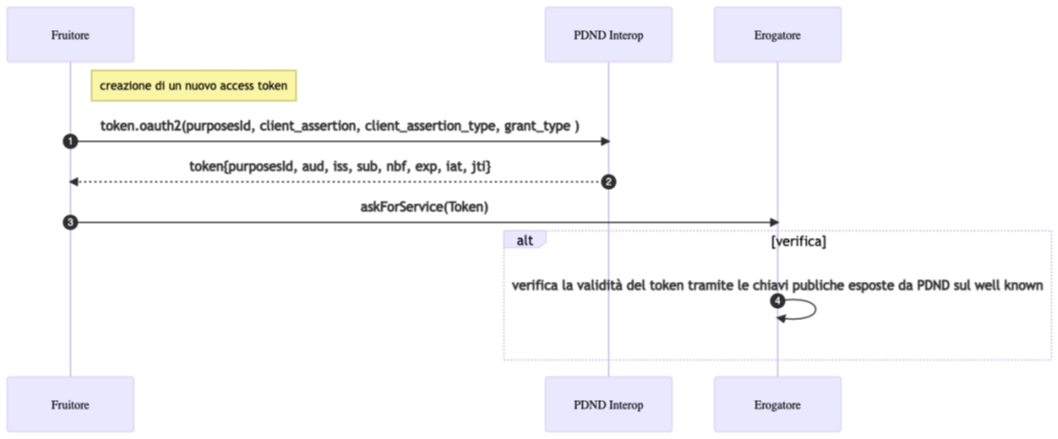 Fruitore
PDND Interop
Erogatore
creazione di un nuovo access token
token.oauth2(purposesId, client_assertion, client_assertion_type, grant_type )
1
token{purposesId, aud, iss, sub, nbf, exp, iat, jti}
2
askForService(Token)
3
alt
[verifica]
verifica la validità del token tramite le chiavi publiche esposte da PDND sul well known
4
Fruitore
PDND Interop
Erogatore